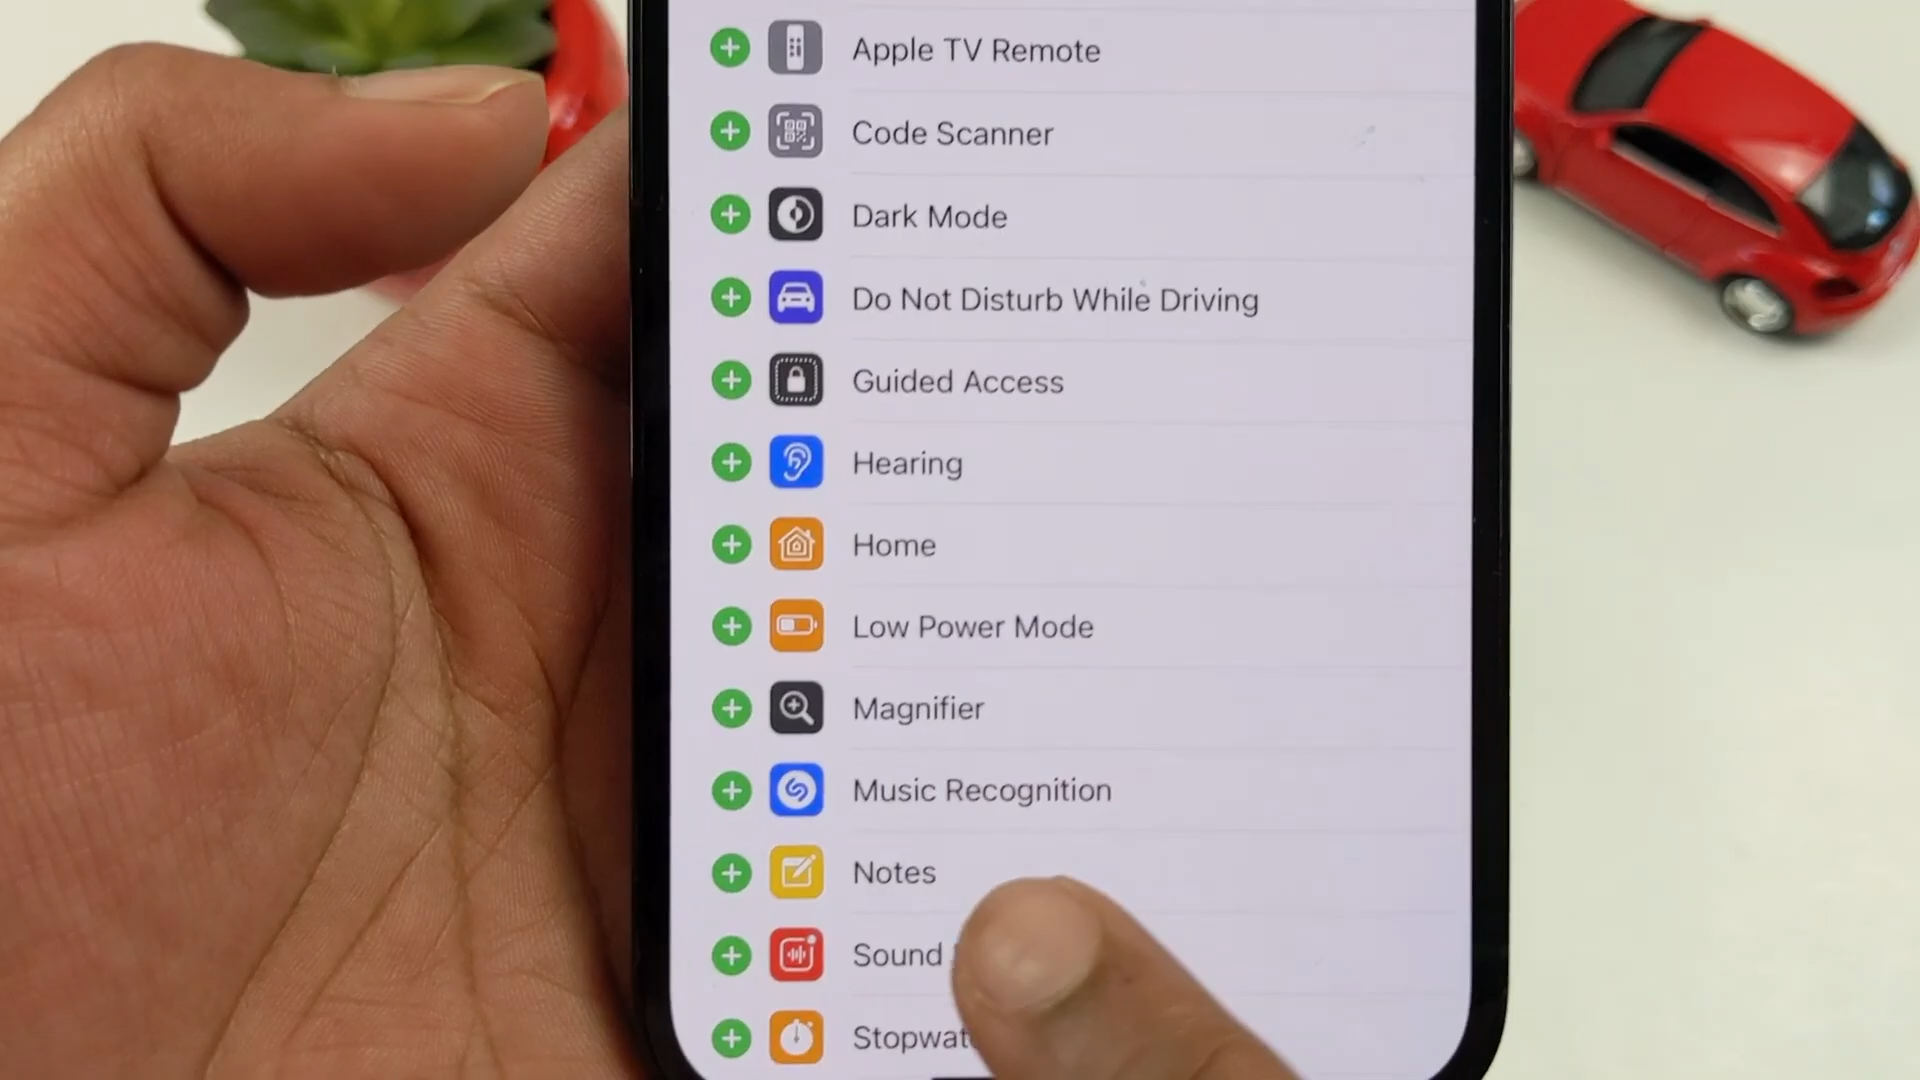 Apple TV Remote
Code Scanner
Dark Mode
Do Not Disturb While Driving
Guided Access
Hearing
Home
Low Power Mode
Magnifier
Music Recognition
Notes
Sound
Stopwat